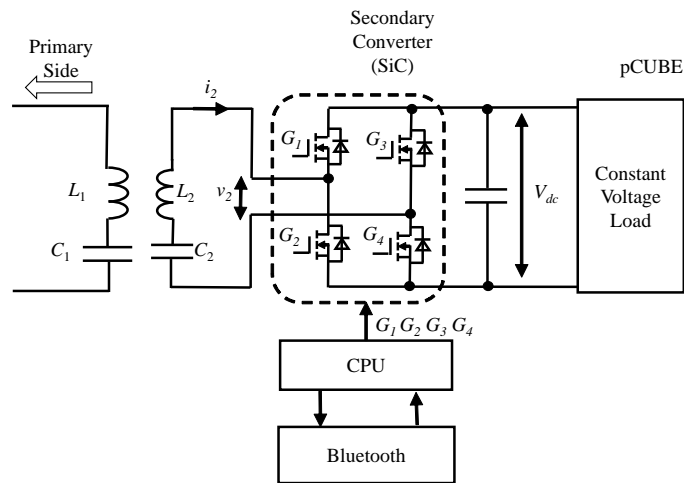 Secondary
Converter
(SiC)
Primary
Side
pCUBE
i2
G1
G3
L1
L2
v2
Vdc
Constant
Voltage
Load
G2
G4
C1
C2
G1 G2 G3 G4
CPU
Bluetooth